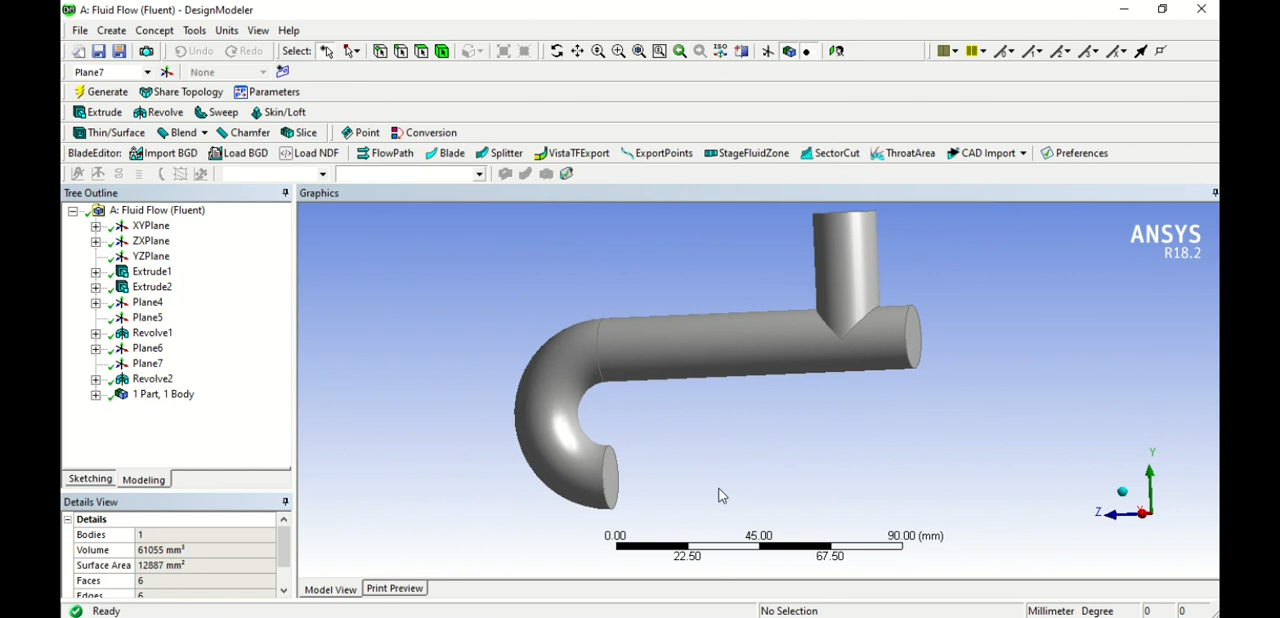 A: Fluid Flow (Fluent) - DesignModeler
File Create Concept Tools Units View Help
Undo Redo Select: ISO
Plane7 None
Generate Share Topology Parameters
Extrude Revolve Sweep Skin/Loft
Thin/Surface Blend Chamfer Slice Point Conversion
BladeEditor: Import BGD Load BGD Load NDF FlowPath Blade Splitter VistaTFExport ExportPoints StageFluidZone SectorCut ThroatArea CAD Import Preferences
Tree Outline
A: Fluid Flow (Fluent)
XYPlane
ZXPlane
YZPlane
Extrude1
Extrude2
Plane4
Plane5
Revolve1
Plane6
Plane7
Revolve2
1 Part, 1 Body
Sketching Modeling
Details View
Details
Bodies 1
Volume 61055 mm³
Surface Area 12887 mm²
Faces 6
Edges 6
Graphics
ANSYS
R18.2
Y
Z
0.00 45.00 90.00 (mm)
22.50 67.50
Model View Print Preview
Ready No Selection Millimeter Degree 0 0